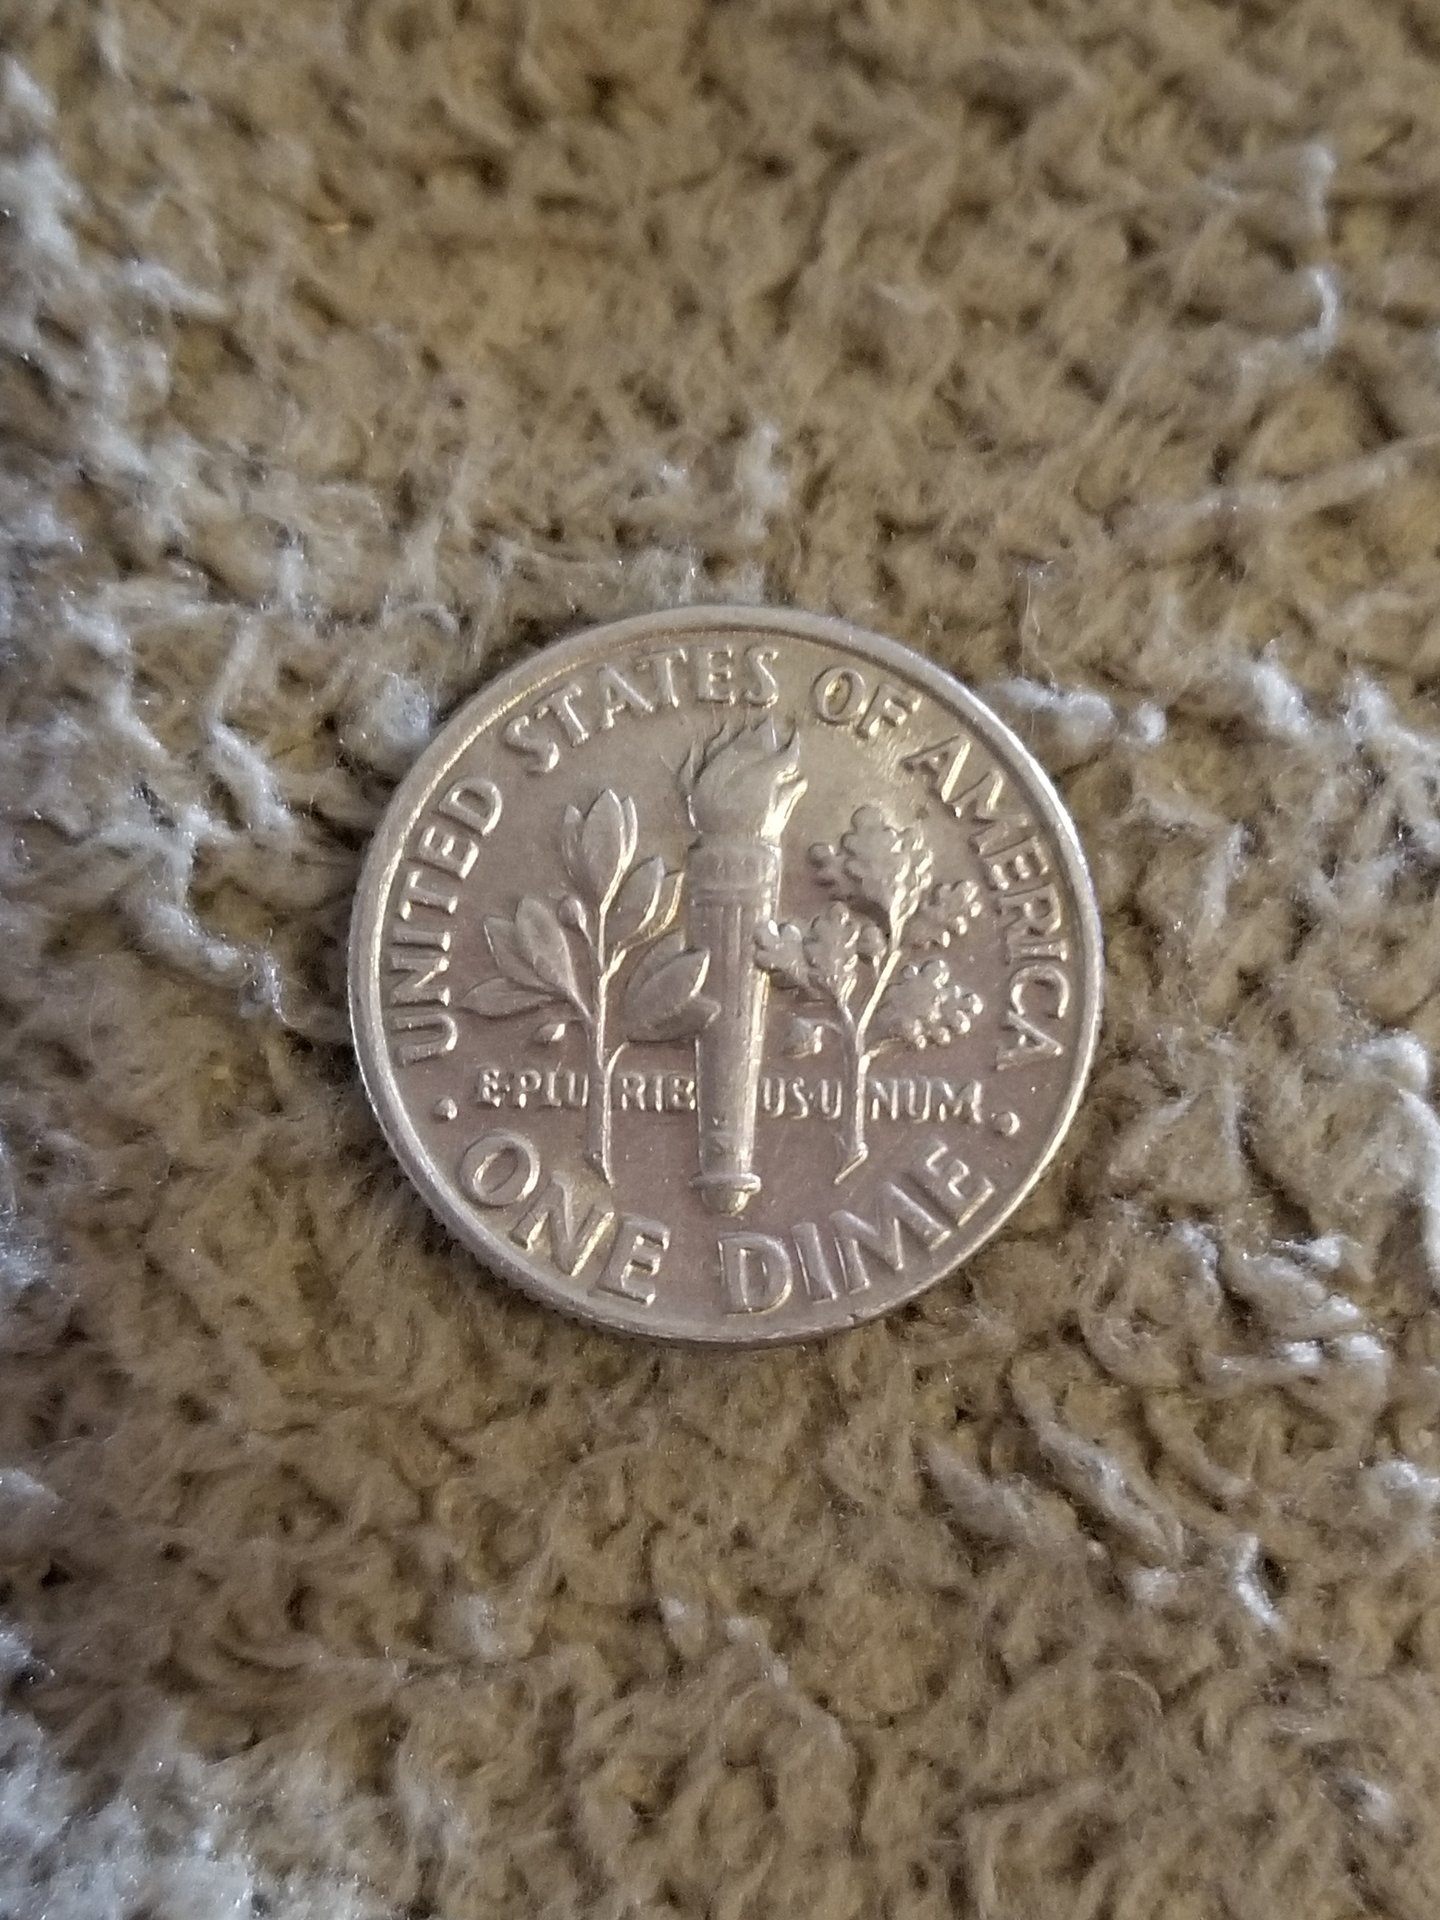 UNITED STATES OF AMERICA
E·PLURIBUS·UNUM
• ONE DIME •